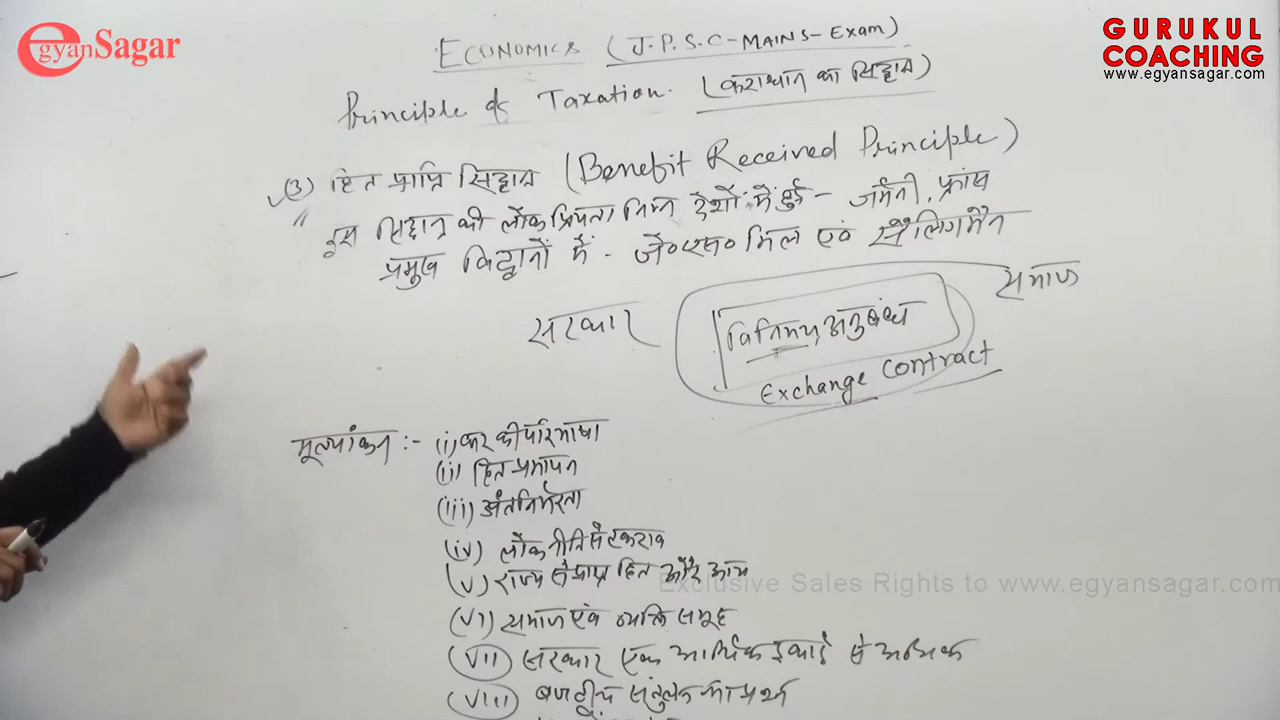 egyanSagar
GURUKUL
COACHING
www.egyansagar.com
ECONOMICS (J.P.S.C-MAINS-Exam)
Principle of Taxation. (कराधान का सिद्धान्त)
(3) हित प्राप्ति सिद्धान्त (Benefit Received Principle)
इस सिद्धान्त की लोकप्रियता निम्न देशों में हुई - जर्मनी, फ्रांस
प्रमुख विद्वानों में - जे०एस० मिल एवं सैलिगमैन
सरकार
समाज
विनिमय अनुबंध
Exchange Contract
मूल्यांकन :- (i) कर की परिभाषा
(ii) हित प्रमापन
(iii) अंतनिर्भरता
(iv) लोक नीति से टकराव
(v) राज्य से प्राप्त हित और आय
Exclusive Sales Rights to www.egyansagar.com
(VI) समाज एवं व्यक्ति समूह
(VII) सरकार एक आर्थिक इकाई से अधिक
(VIII) बजटीय संतुलन का प्रश्न